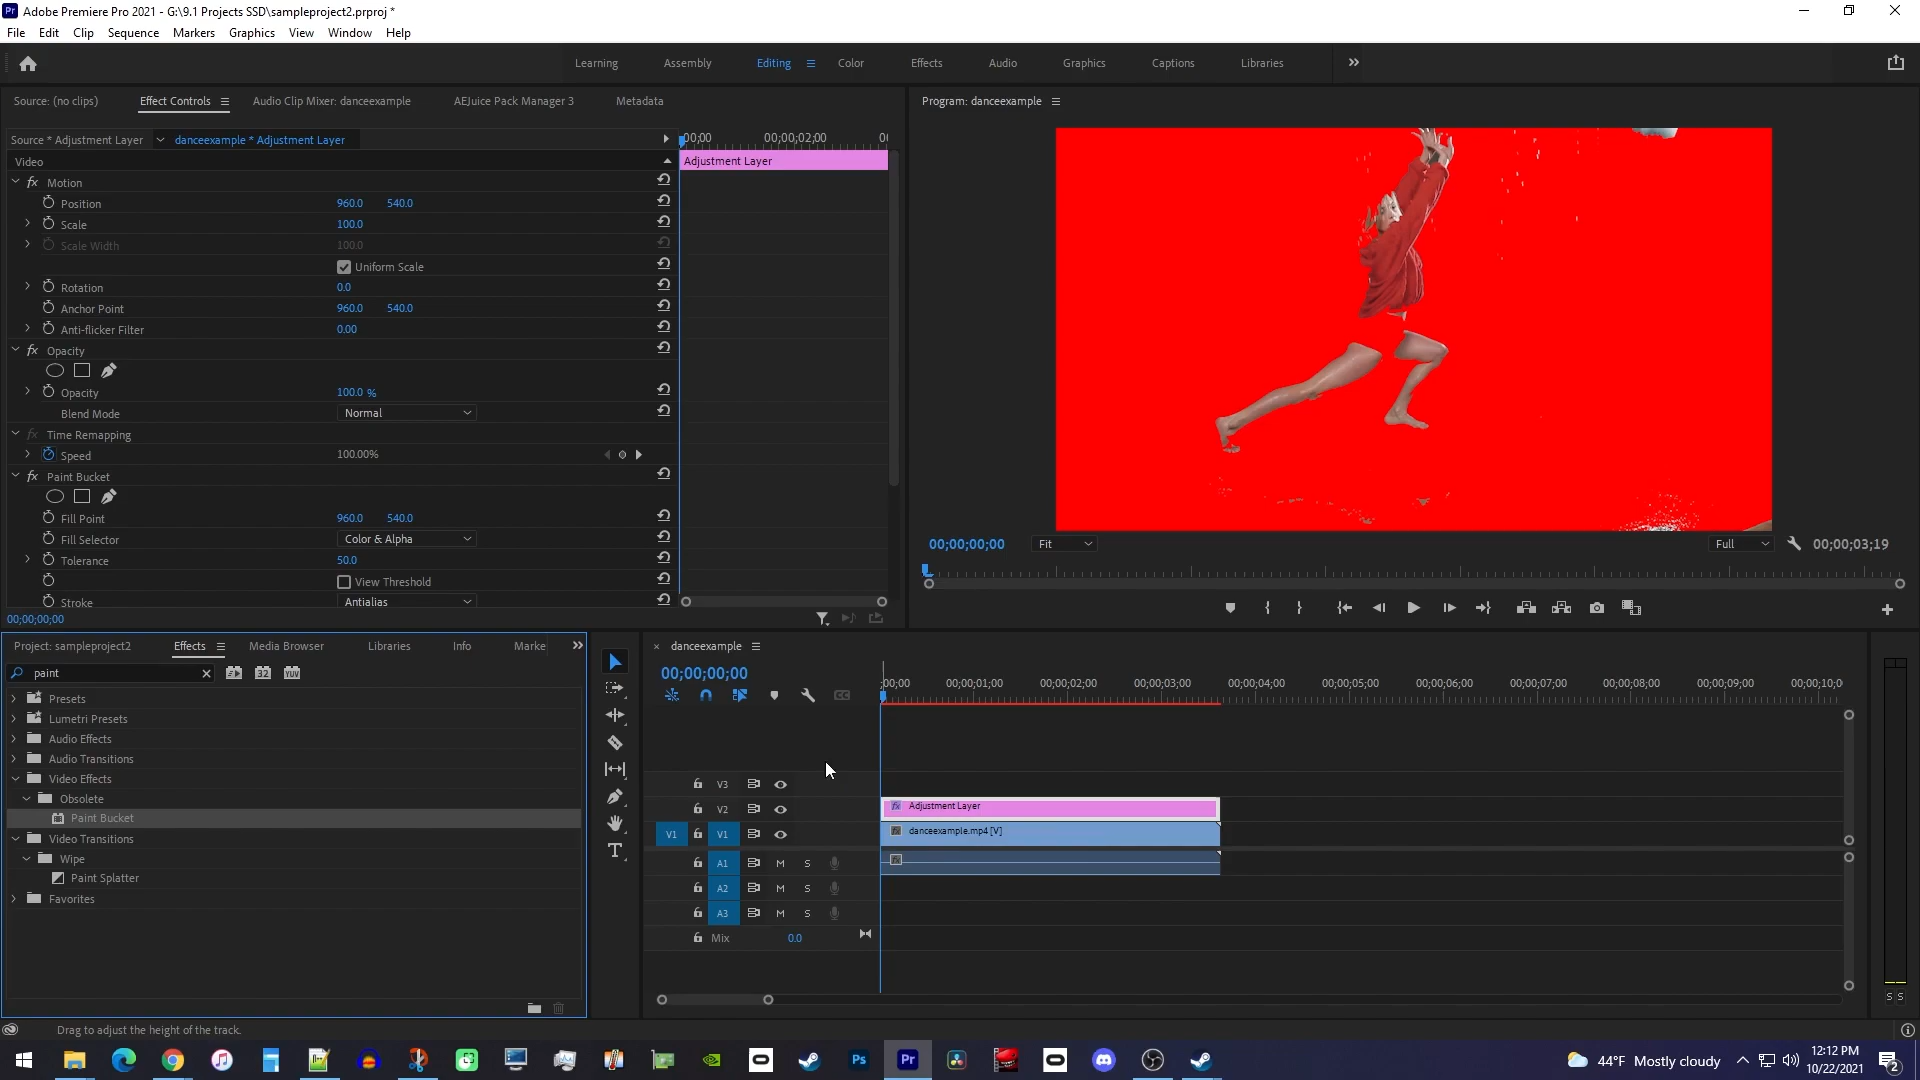 Adobe Premiere Pro 2021 - G:\9.1 Projects SSD\sampleproject2.prproj *
File Edit Clip Sequence Markers Graphics View Window Help
Learning Assembly Editing Color Effects Audio Graphics Captions Libraries
Source: (no clips) Effect Controls Audio Clip Mixer: danceexample AEJuice Pack Manager 3 Metadata
Program: danceexample
Source * Adjustment Layer danceexample * Adjustment Layer
:00;00 00;00;02;00 00
Video
Adjustment Layer
Motion
Position 960.0 540.0
Scale 100.0
Scale Width 100.0
Uniform Scale
Rotation 0.0
Anchor Point 960.0 540.0
Anti-flicker Filter 0.00
Opacity
Opacity 100.0 %
Blend Mode Normal
Time Remapping
Speed 100.00%
Paint Bucket
Fill Point 960.0 540.0
Fill Selector Color & Alpha
Tolerance 50.0
View Threshold
Stroke Antialias
00;00;00;00
00;00;00;00 Fit Full 00;00;03;19
Project: sampleproject2 Effects Media Browser Libraries Info Marke
paint
32 YUV
Presets
Lumetri Presets
Audio Effects
Audio Transitions
Video Effects
Obsolete
Paint Bucket
Video Transitions
Wipe
Paint Splatter
Favorites
danceexample
00;00;00;00
CC
:00;00 00;00;01;00 00;00;02;00 00;00;03;00 00;00;04;00 00;00;05;00 00;00;06;00 00;00;07;00 00;00;08;00 00;00;09;00 00;00;10;0
V3
V2 fx Adjustment Layer
V1 V1 fx danceexample.mp4 [V]
A1 M S
A2 M S
A3 M S
Mix 0.0
S S
Drag to adjust the height of the track.
Ps Pr
44°F Mostly cloudy
12:12 PM
10/22/2021
2